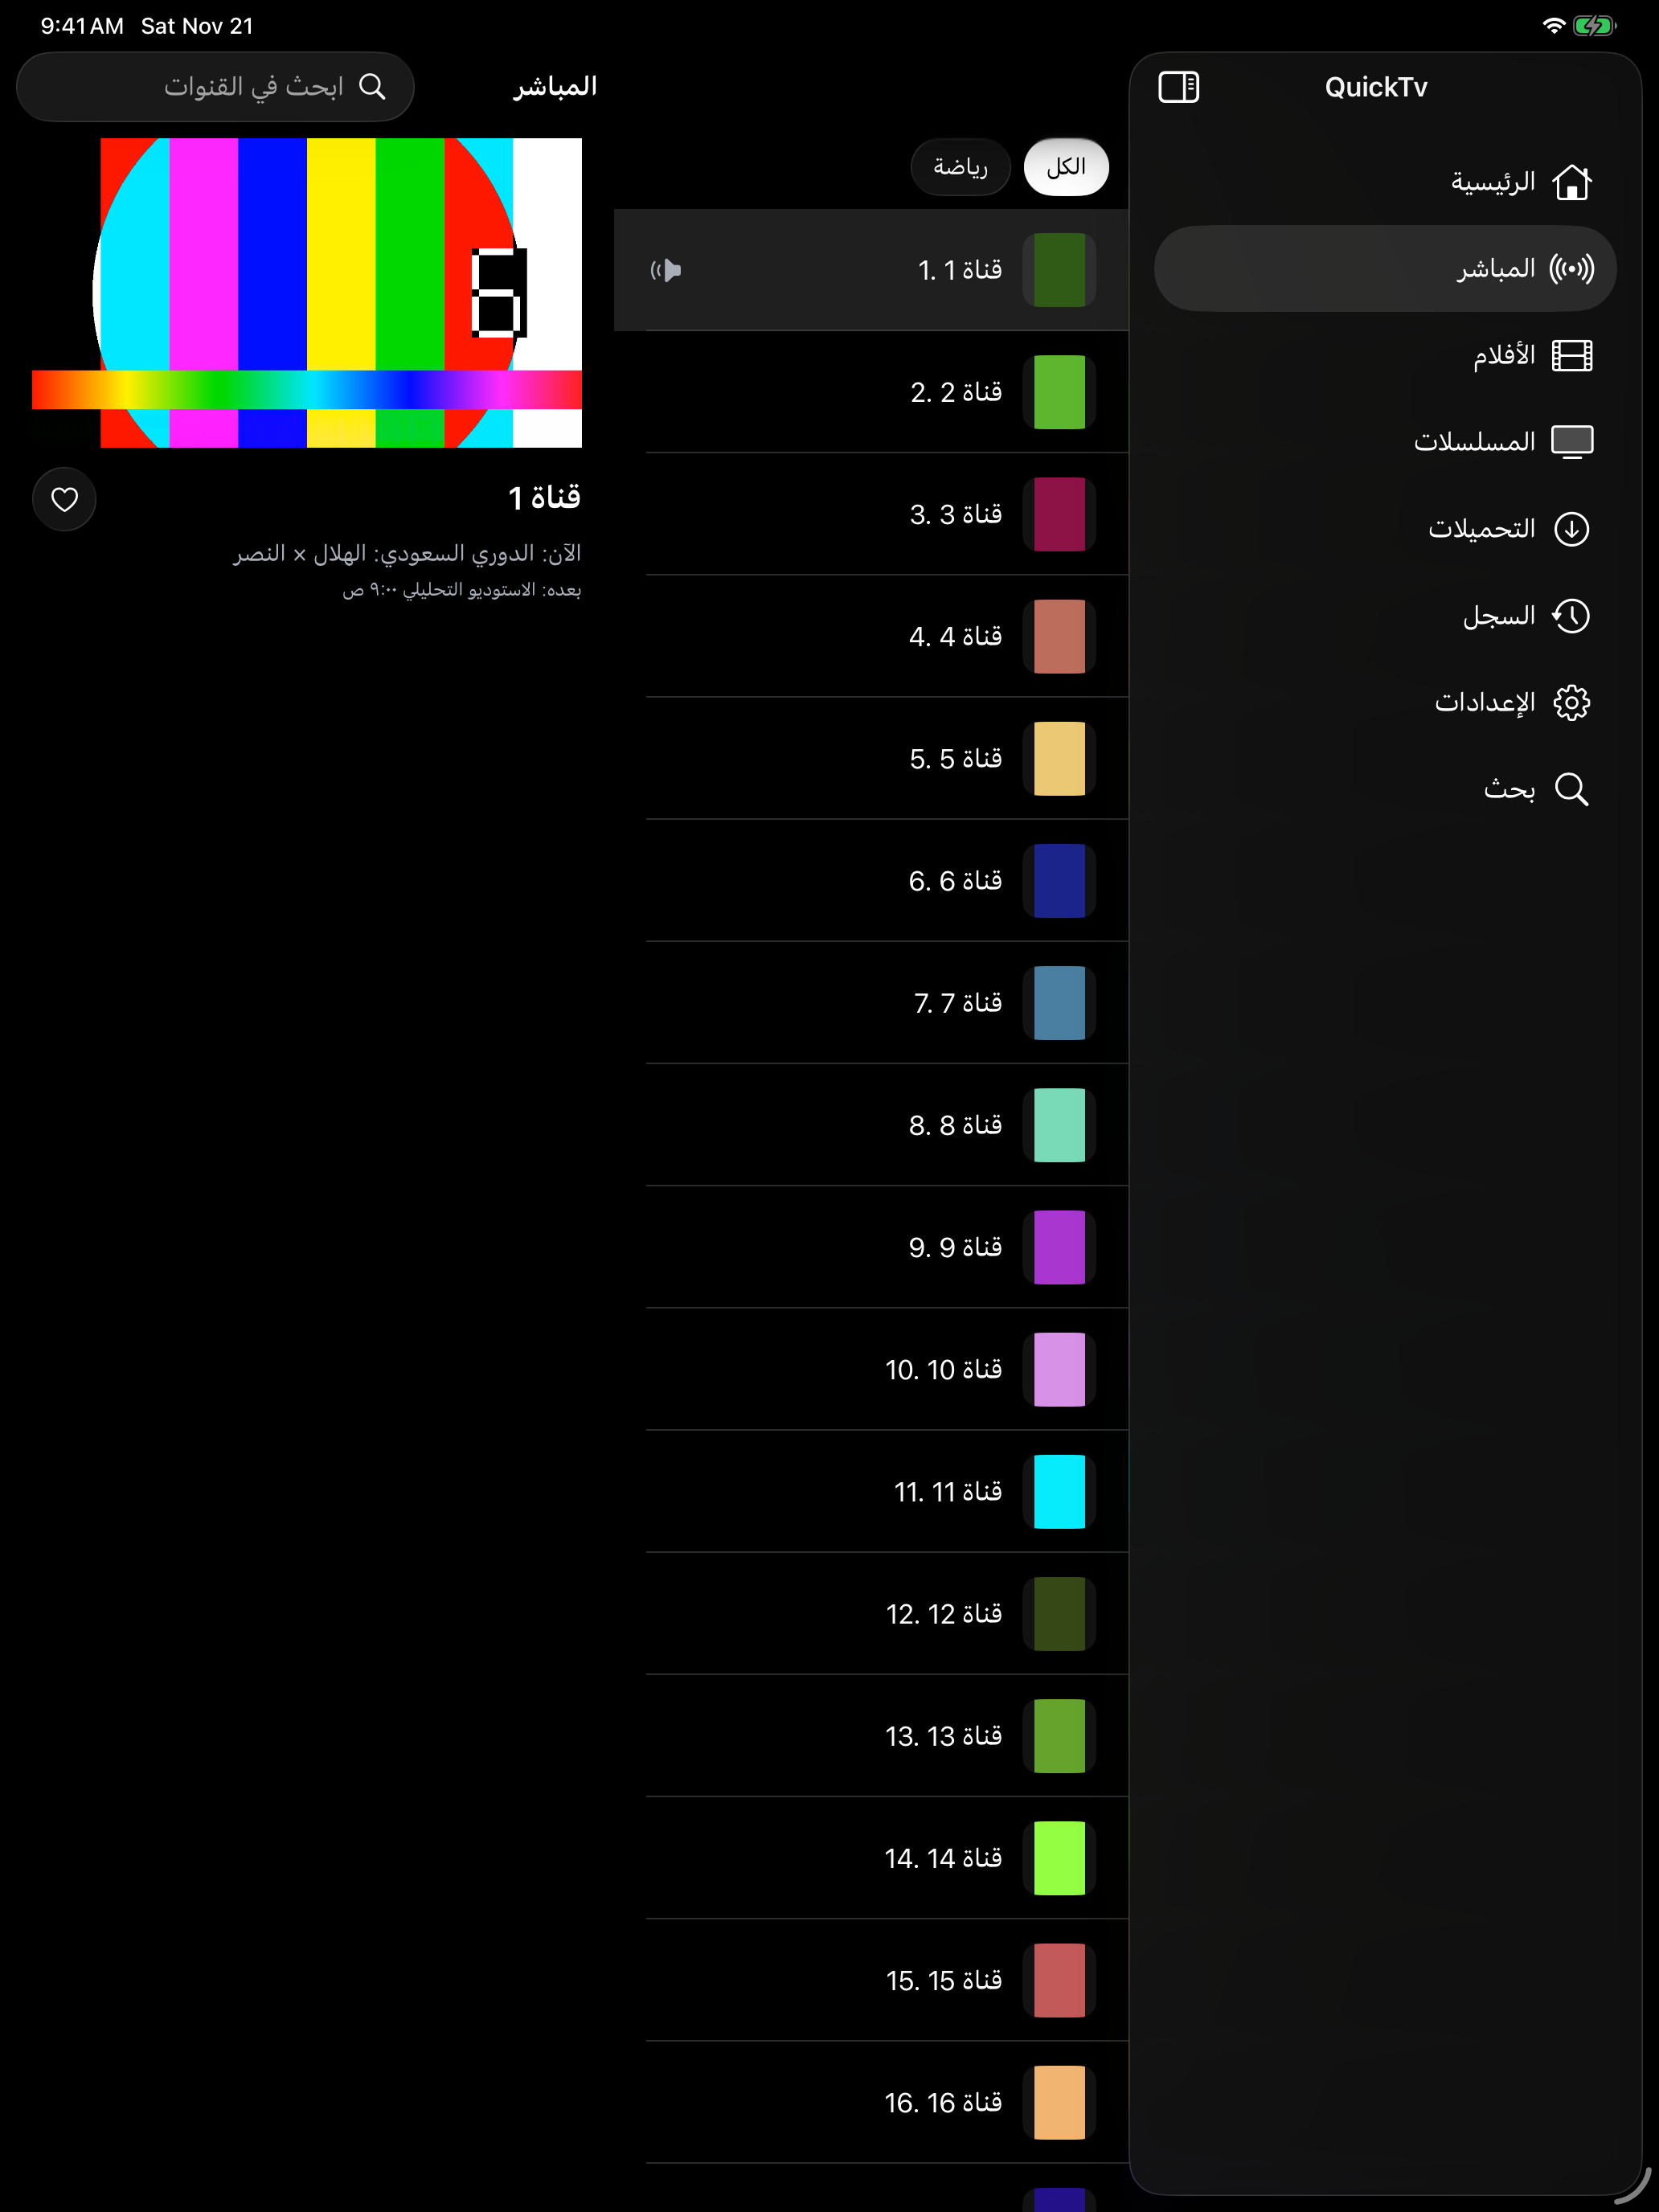 9:41 AM Sat Nov 21
QuickTv
الرئيسية
المباشر
الأفلام
المسلسلات
التحميلات
السجل
الإعدادات
بحث
الكل
رياضة
1. قناة 1
2. قناة 2
3. قناة 3
4. قناة 4
5. قناة 5
6. قناة 6
7. قناة 7
8. قناة 8
9. قناة 9
10. قناة 10
11. قناة 11
12. قناة 12
13. قناة 13
14. قناة 14
15. قناة 15
16. قناة 16
المباشر
ابحث في القنوات
6
قناة 1
الآن: الدوري السعودي: الهلال × النصر
بعده: الاستوديو التحليلي ٩:٠٠ ص